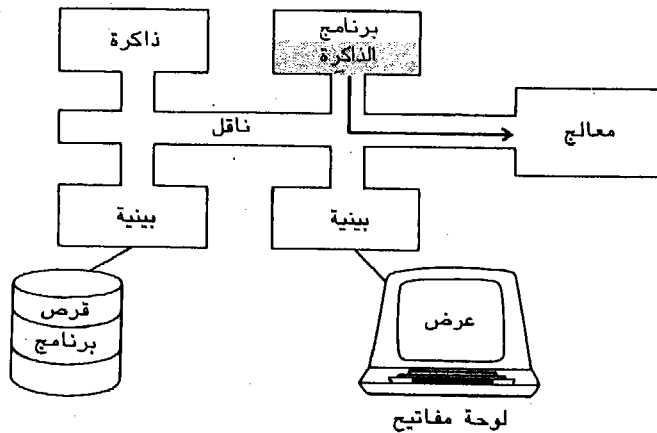 برنامج
الذاكرة
ذاكرة
ناقل
معالج
بينية
بينية
قرص
برنامج
عرض
لوحة مفاتيح